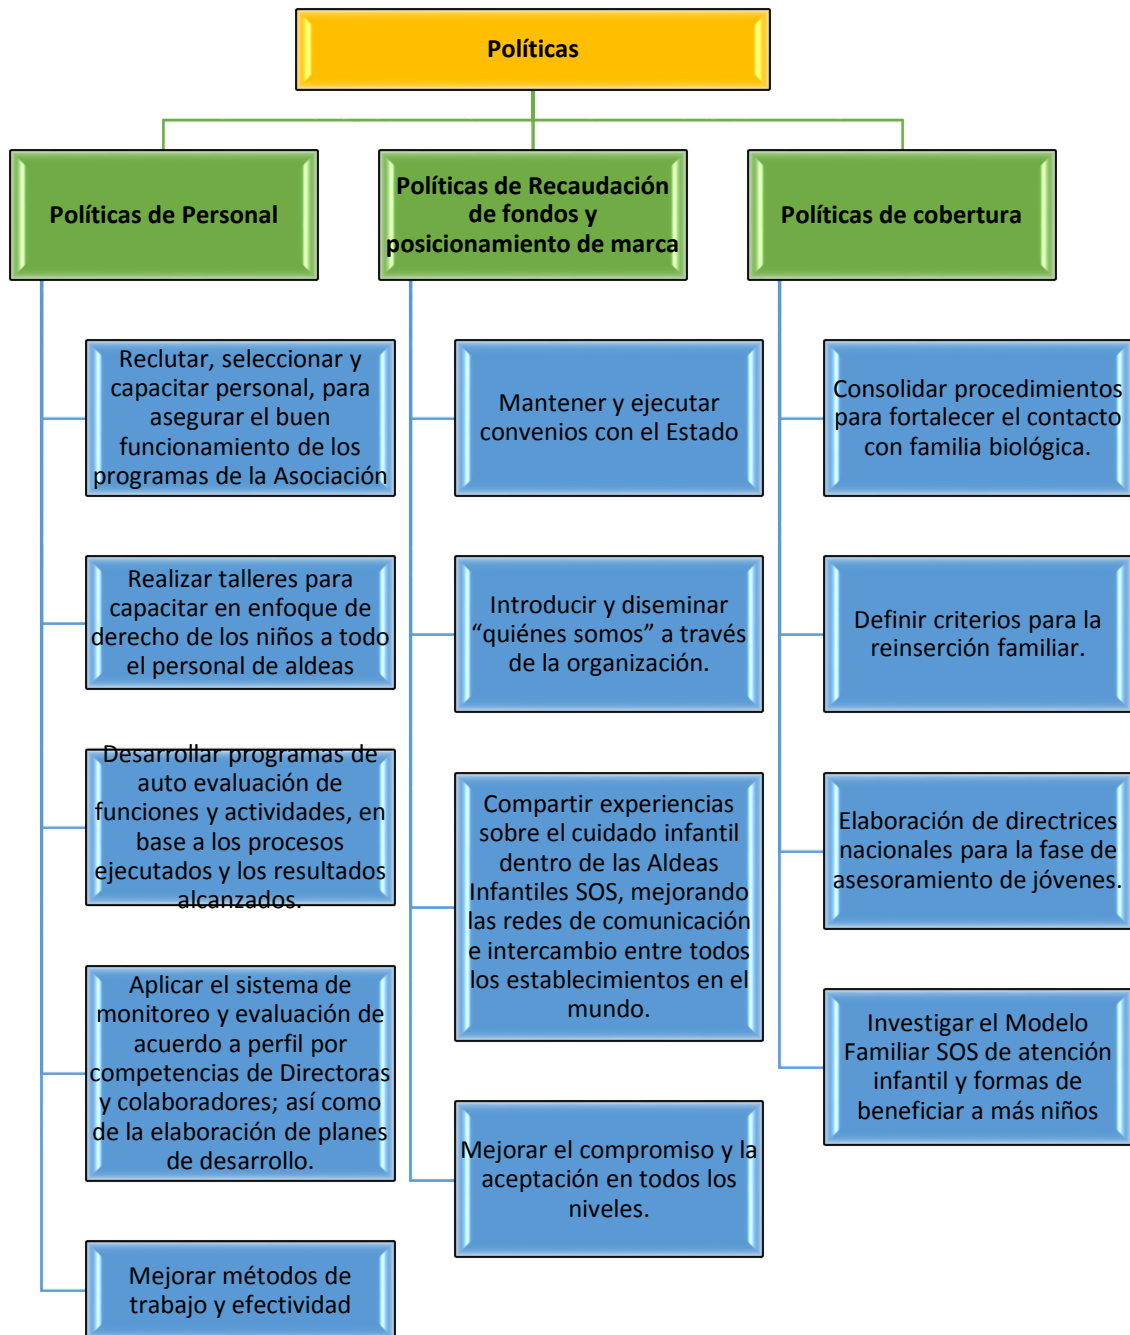 Políticas
Políticas de Personal
Reclutar, seleccionar y
capacitar personal, para
asegurar el buen
funcionamiento de los
programas de la Asociación
Realizar talleres para
capacitar en enfoque de
derecho de los niños a todo
el personal de aldeas
Desarrollar programas de
auto evaluación de
funciones y actividades, en
base a los procesos
ejecutados y los resultados
alcanzados.
Aplicar el sistema de
monitoreo y evaluación de
acuerdo a perfil por
competencias de Directoras
y colaboradores; así como
de la elaboración de planes
de desarrollo.
Mejorar métodos de
trabajo y efectividad
Políticas de Recaudación
de fondos y
posicionamiento de marca
Mantener y ejecutar
convenios con el Estado
Introducir y diseminar
“quiénes somos” a través
de la organización.
Compartir experiencias
sobre el cuidado infantil
dentro de las Aldeas
Infantiles SOS, mejorando
las redes de comunicación
e intercambio entre todos
los establecimientos en el
mundo.
Mejorar el compromiso y la
aceptación en todos los
niveles.
Políticas de cobertura
Consolidar procedimientos
para fortalecer el contacto
con familia biológica.
Definir criterios para la
reinserción familiar.
Elaboración de directrices
nacionales para la fase de
asesoramiento de jóvenes.
Investigar el Modelo
Familiar SOS de atención
infantil y formas de
beneficiar a más niños